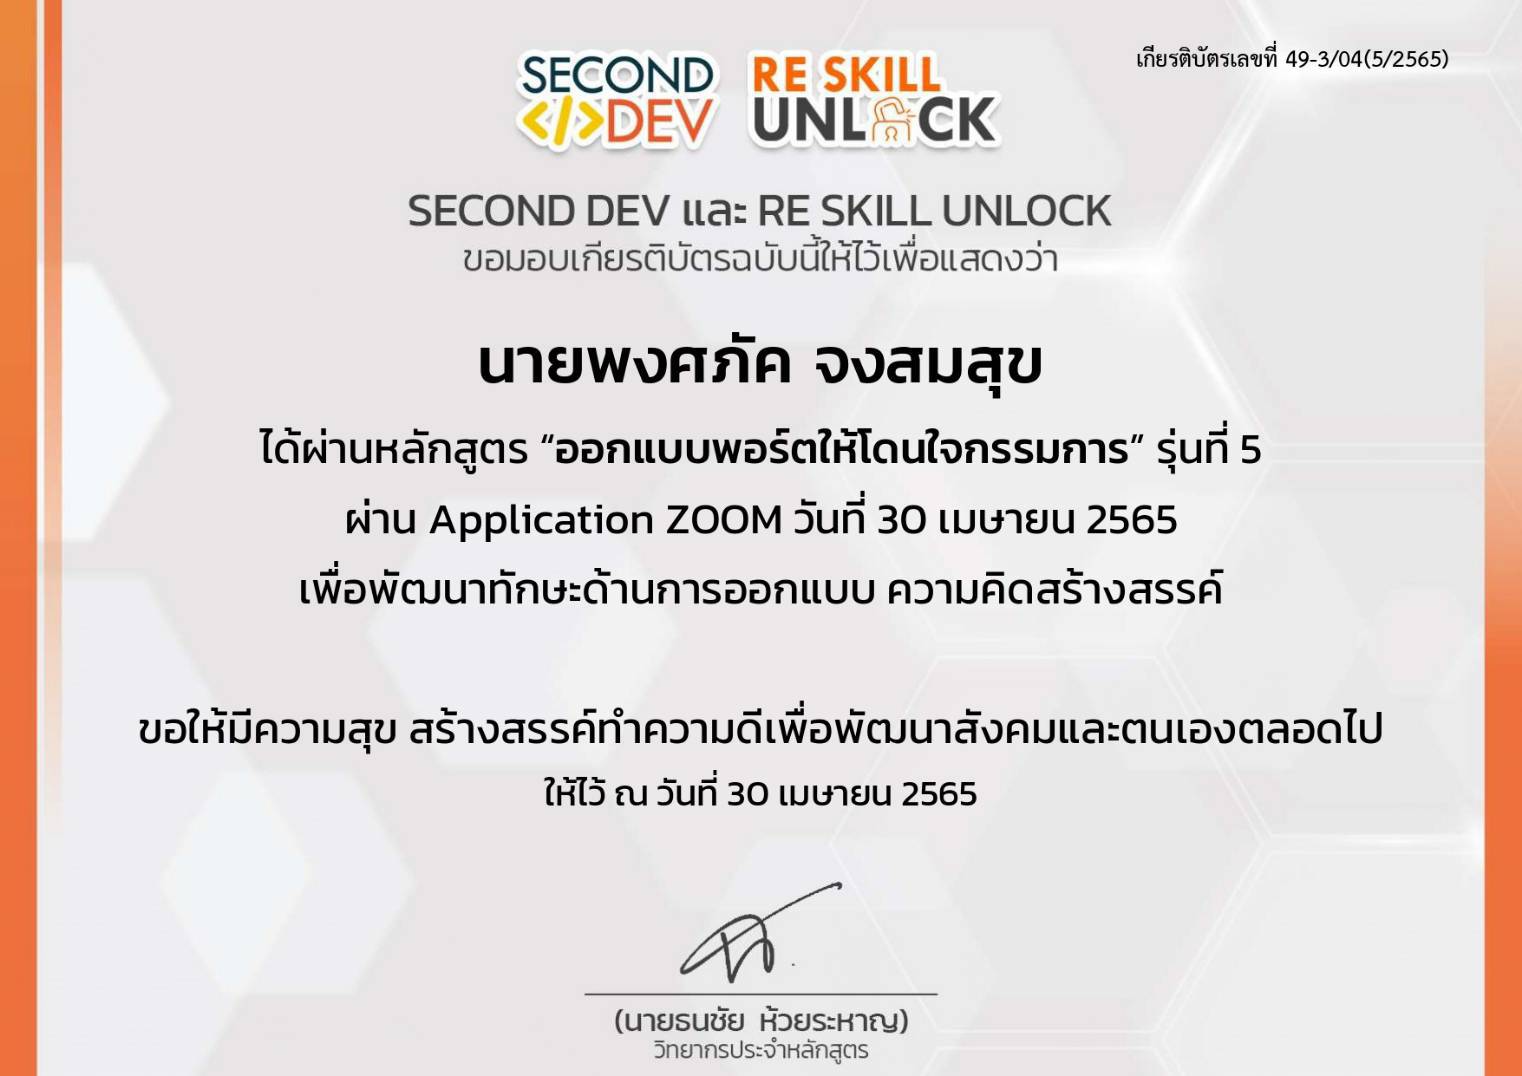 เกียรติบัตรเลขที่ 49-3/04(5/2565)
SECOND RE SKILL
</>DEV UNLOCK
SECOND DEV และ RE SKILL UNLOCK
ขอมอบเกียรติบัตรฉบับนี้ให้ไว้เพื่อแสดงว่า
นายพงศภัค จงสมสุข
ได้ผ่านหลักสูตร “ออกแบบพอร์ตให้โดนใจกรรมการ” รุ่นที่ 5
ผ่าน Application ZOOM วันที่ 30 เมษายน 2565
เพื่อพัฒนาทักษะด้านการออกแบบ ความคิดสร้างสรรค์
ขอให้มีความสุข สร้างสรรค์ทำความดีเพื่อพัฒนาสังคมและตนเองตลอดไป
ให้ไว้ ณ วันที่ 30 เมษายน 2565
(นายธนชัย ห้วยระหาญ)
วิทยากรประจำหลักสูตร